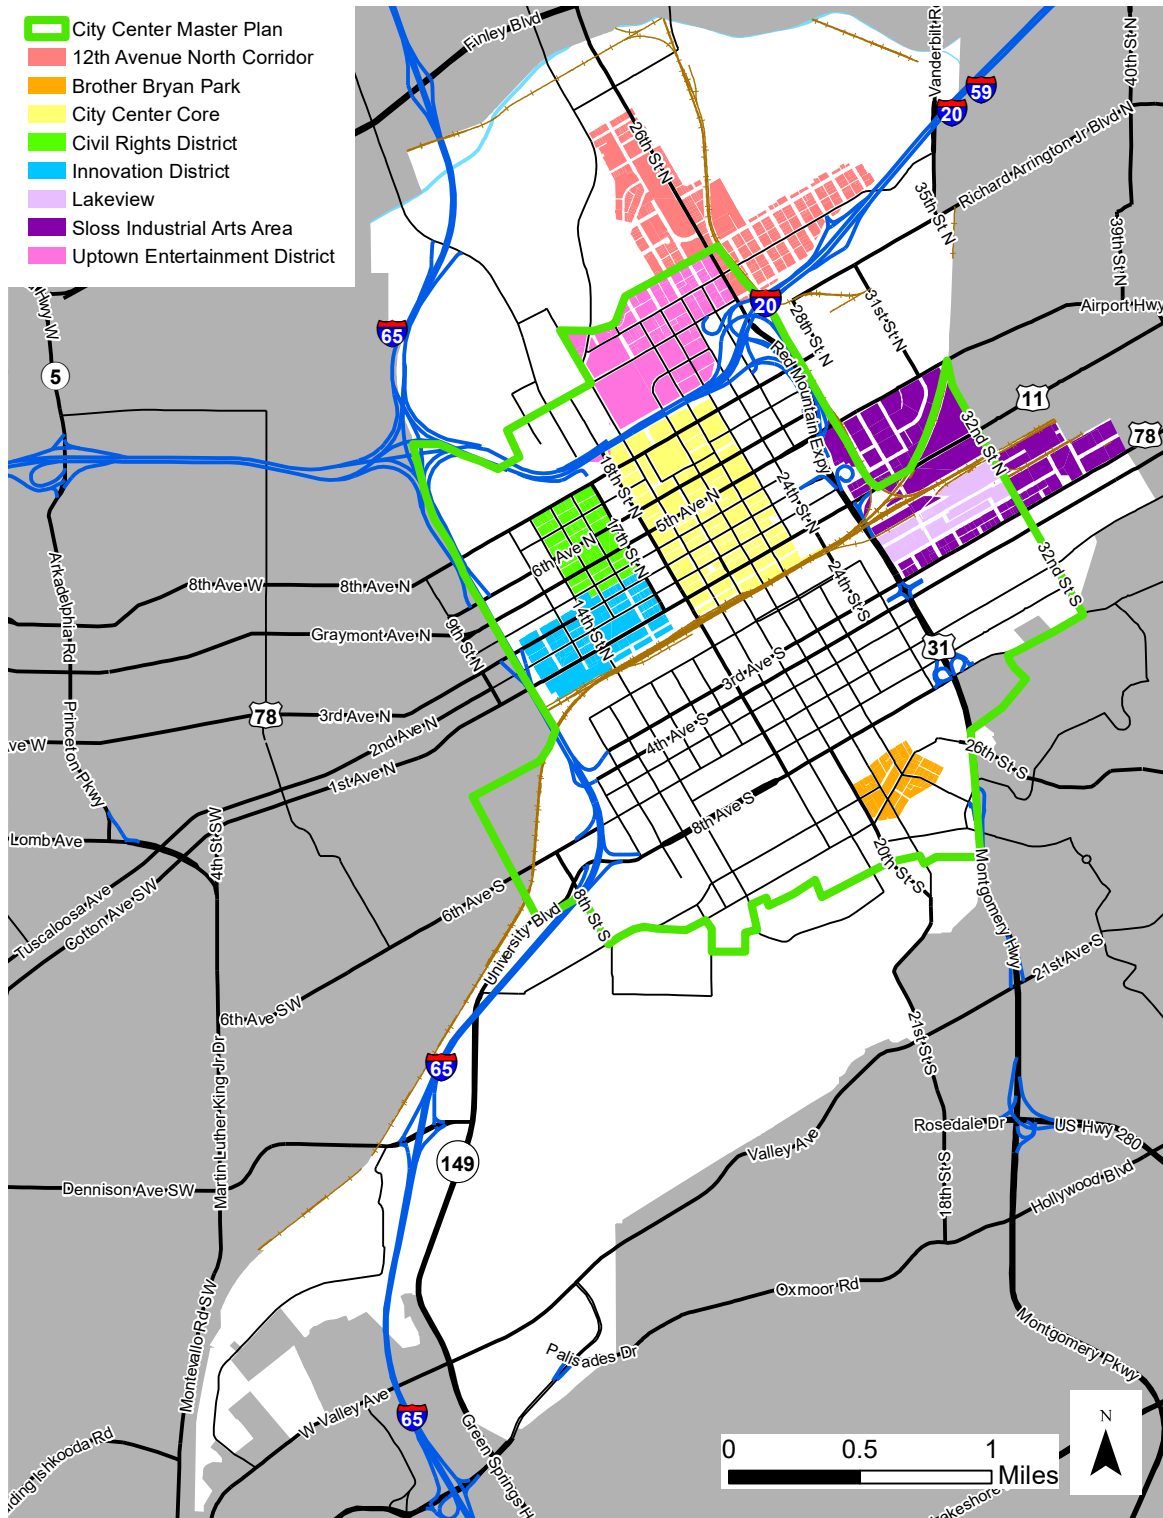 City Center Master Plan
12th Avenue North Corridor
Brother Bryan Park
City Center Core
Civil Rights District
Innovation District
Lakeview
Sloss Industrial Arts Area
Uptown Entertainment District
Finley Blvd
26th St N
Vanderbilt R
40th St N
59
20
Richard Arrington Jr Blvd N
35th St N
39th St N
Hwy W
5
65
20
28th St N
31st St N
Airport Hwy
Red Mountain Expy
11
78
32nd St N
18th St N
5th Ave N
24th St N
17th St N
6th Ave N
8th Ave W
8th Ave N
Arkadelphia Rd
Graymont Ave N
9th St N
14th St N
24th St S
32nd St S
31
3rd Ave S
78
3rd Ave N
2nd Ave N
1st Ave N
4th Ave S
ve W
Princeton Pkwy
26th St S
8th Ave S
Lomb Ave
4th St SW
20th St S
Montgomery Hwy
Tuscaloosa Ave
Cotton Ave SW
6th Ave S
8th St S
University Blvd
21st Ave S
6th Ave SW
21st St S
65
Martin Luther King Jr Dr
Rosedale Dr
US Hwy 280
Valley Ave
149
Dennison Ave SW
18th St S
Hollywood Blvd
Oxmoor Rd
Montevallo Rd SW
Montgomery Pkwy
Palisades Dr
W Valley Ave
65
Green Springs H
lding Ishkooda Rd
akeshore
N
0 0.5 1
Miles